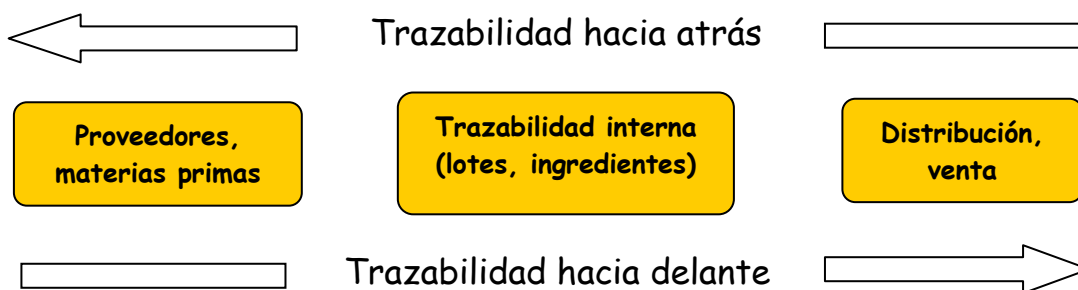 Trazabilidad hacia atrás
Proveedores,
materias primas
Trazabilidad interna
(lotes, ingredientes)
Distribución,
venta
Trazabilidad hacia delante